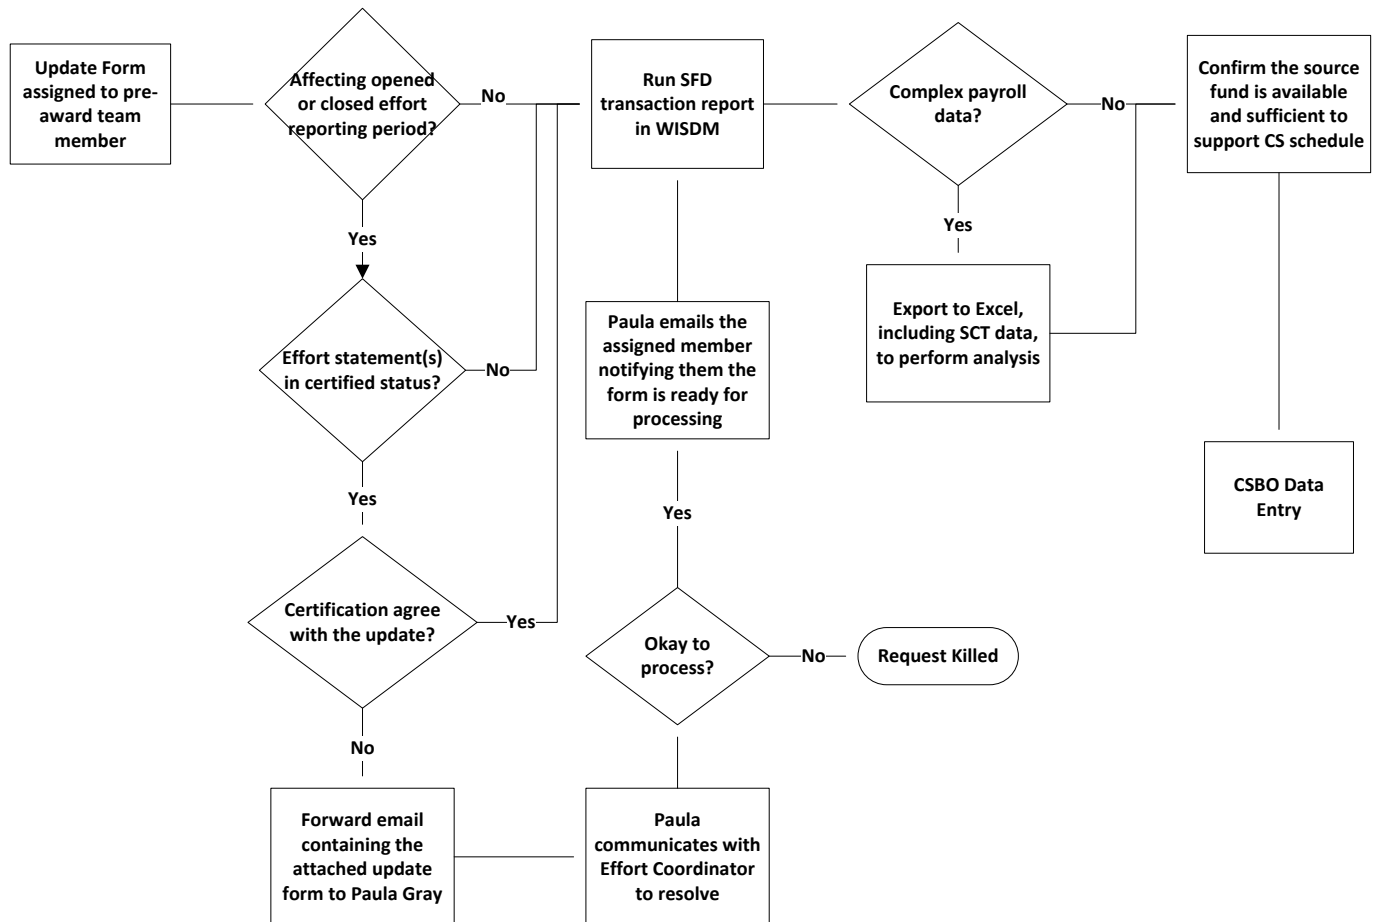 Update Form
assigned to pre-
award team
member
Affecting opened
or closed effort
reporting period?
No
Yes
Effort statement(s)
in certified status?
No
Yes
Certification agree
with the update?
Yes
No
Forward email
containing the
attached update
form to Paula Gray
Paula
communicates with
Effort Coordinator
to resolve
Okay to
process?
No
Request Killed
Yes
Paula emails the
assigned member
notifying them the
form is ready for
processing
Run SFD
transaction report
in WISDM
Complex payroll
data?
No
Yes
Export to Excel,
including SCT data,
to perform analysis
Confirm the source
fund is available
and sufficient to
support CS schedule
CSBO Data
Entry